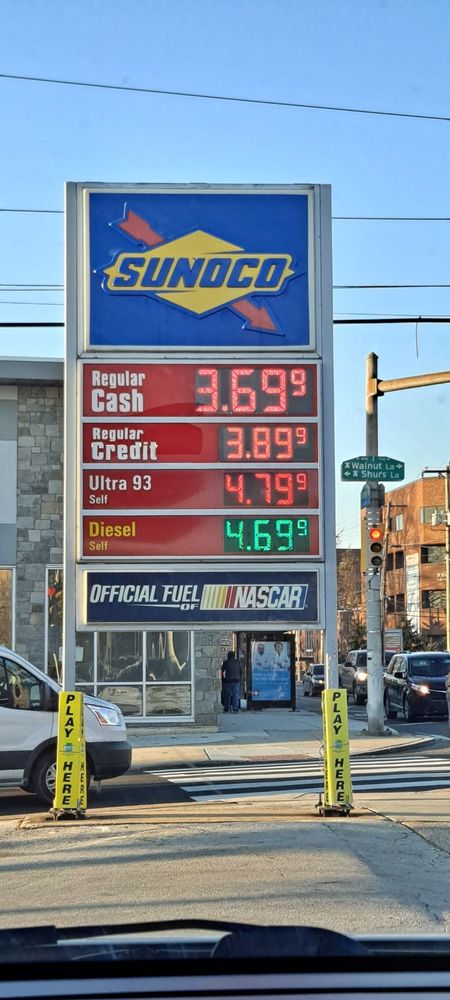 SUNOCO
Regular
Cash
3.69 9
Regular
Credit
3.89 9
Ultra 93
Self
4.79 9
Diesel
Self
4.69 9
OFFICIAL FUEL
OF
NASCAR
Walnut La
Shurs La
PLAY HERE
HERE
PLAY HERE